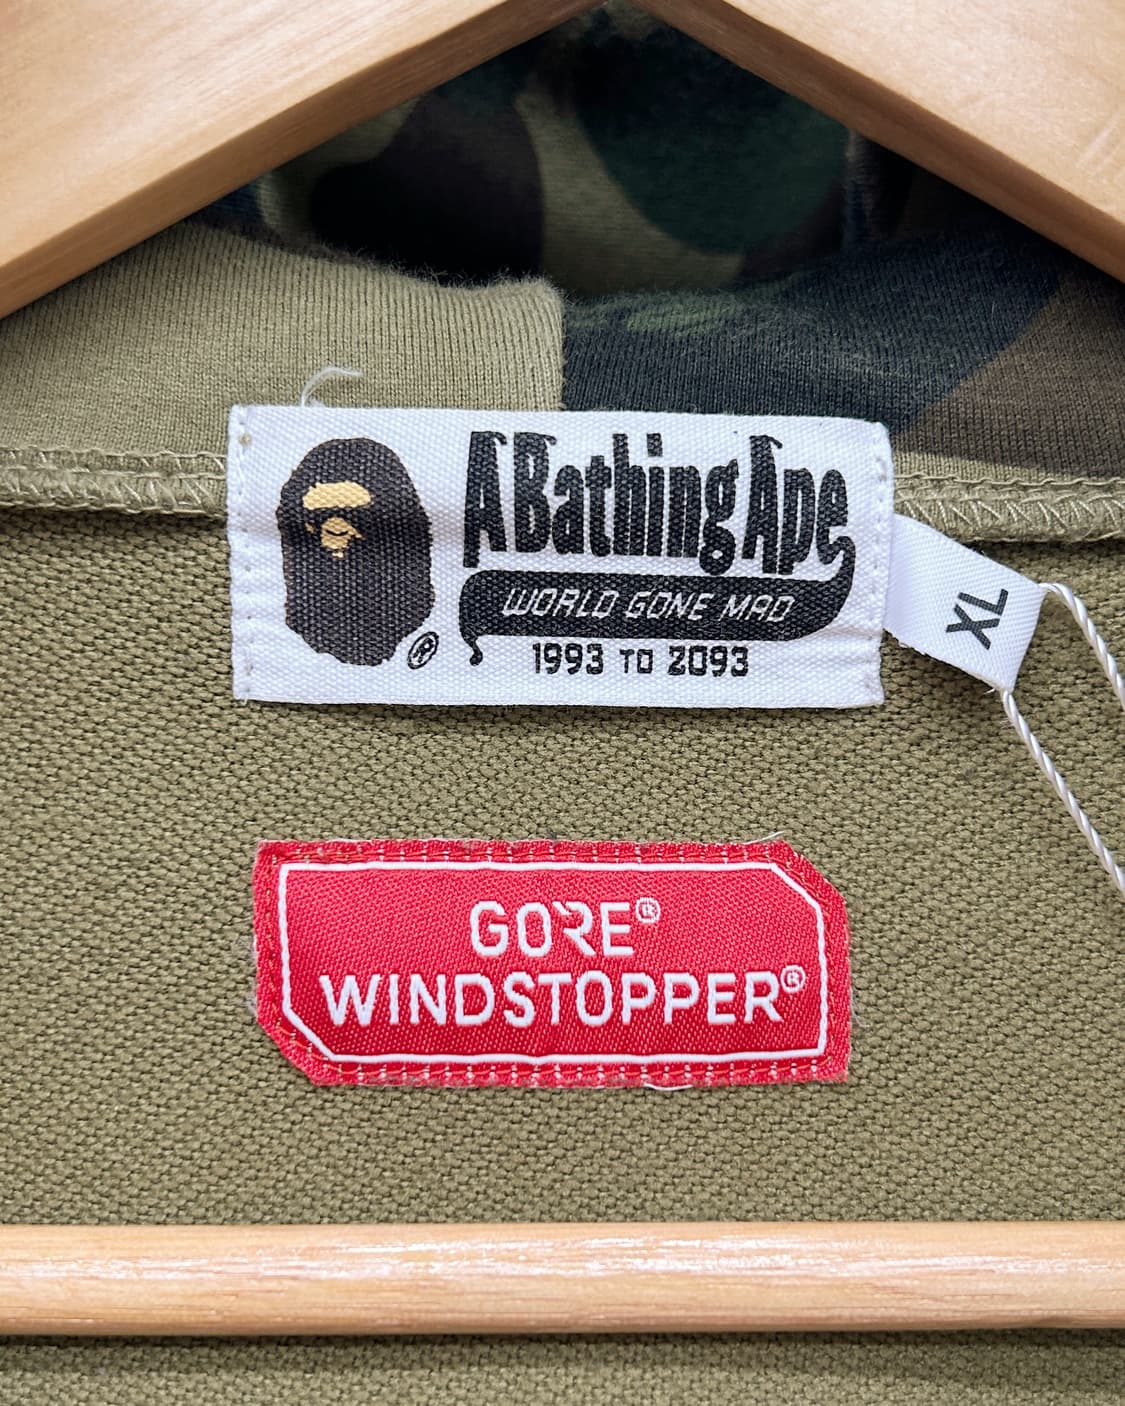 A Bathing Ape
WORLD GONE MAD
1993 TO 2093
®
XL
GORE®
WINDSTOPPER®